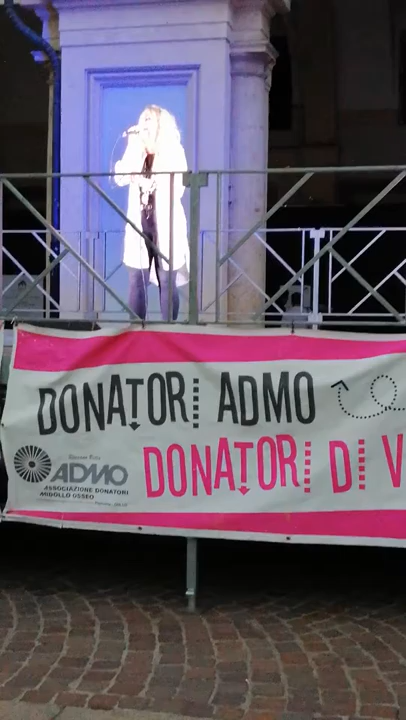 DONATORI ADMO
DONATORI DI V
ADMO
ASSOCIAZIONE DONATORI
MIDOLLO OSSEO